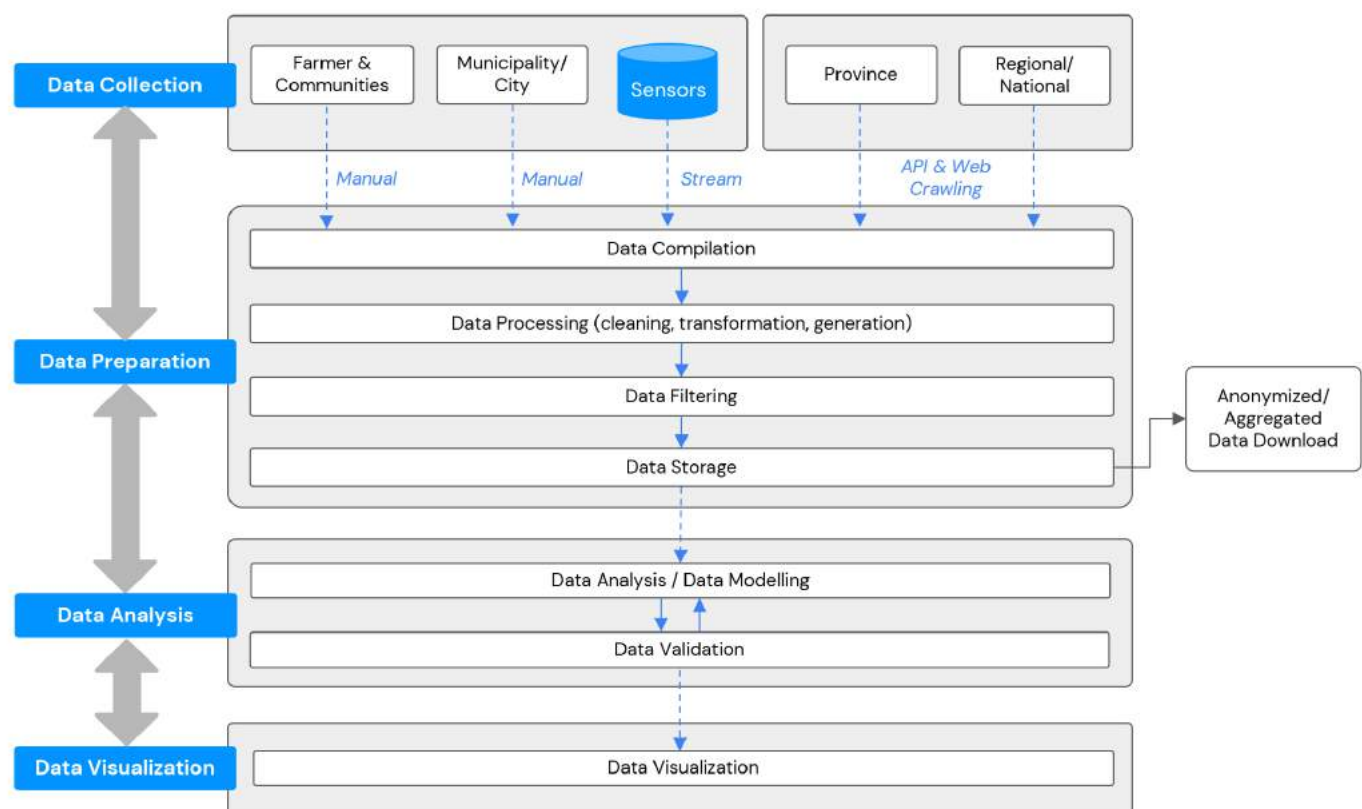 Data Collection
Farmer &
Communities
Municipality/
City
Sensors
Province
Regional/
National
Manual
Manual
Stream
API & Web
Crawling
Data Compilation
Data Processing (cleaning, transformation, generation)
Data Preparation
Data Filtering
Data Storage
Anonymized/
Aggregated
Data Download
Data Analysis / Data Modelling
Data Analysis
Data Validation
Data Visualization
Data Visualization